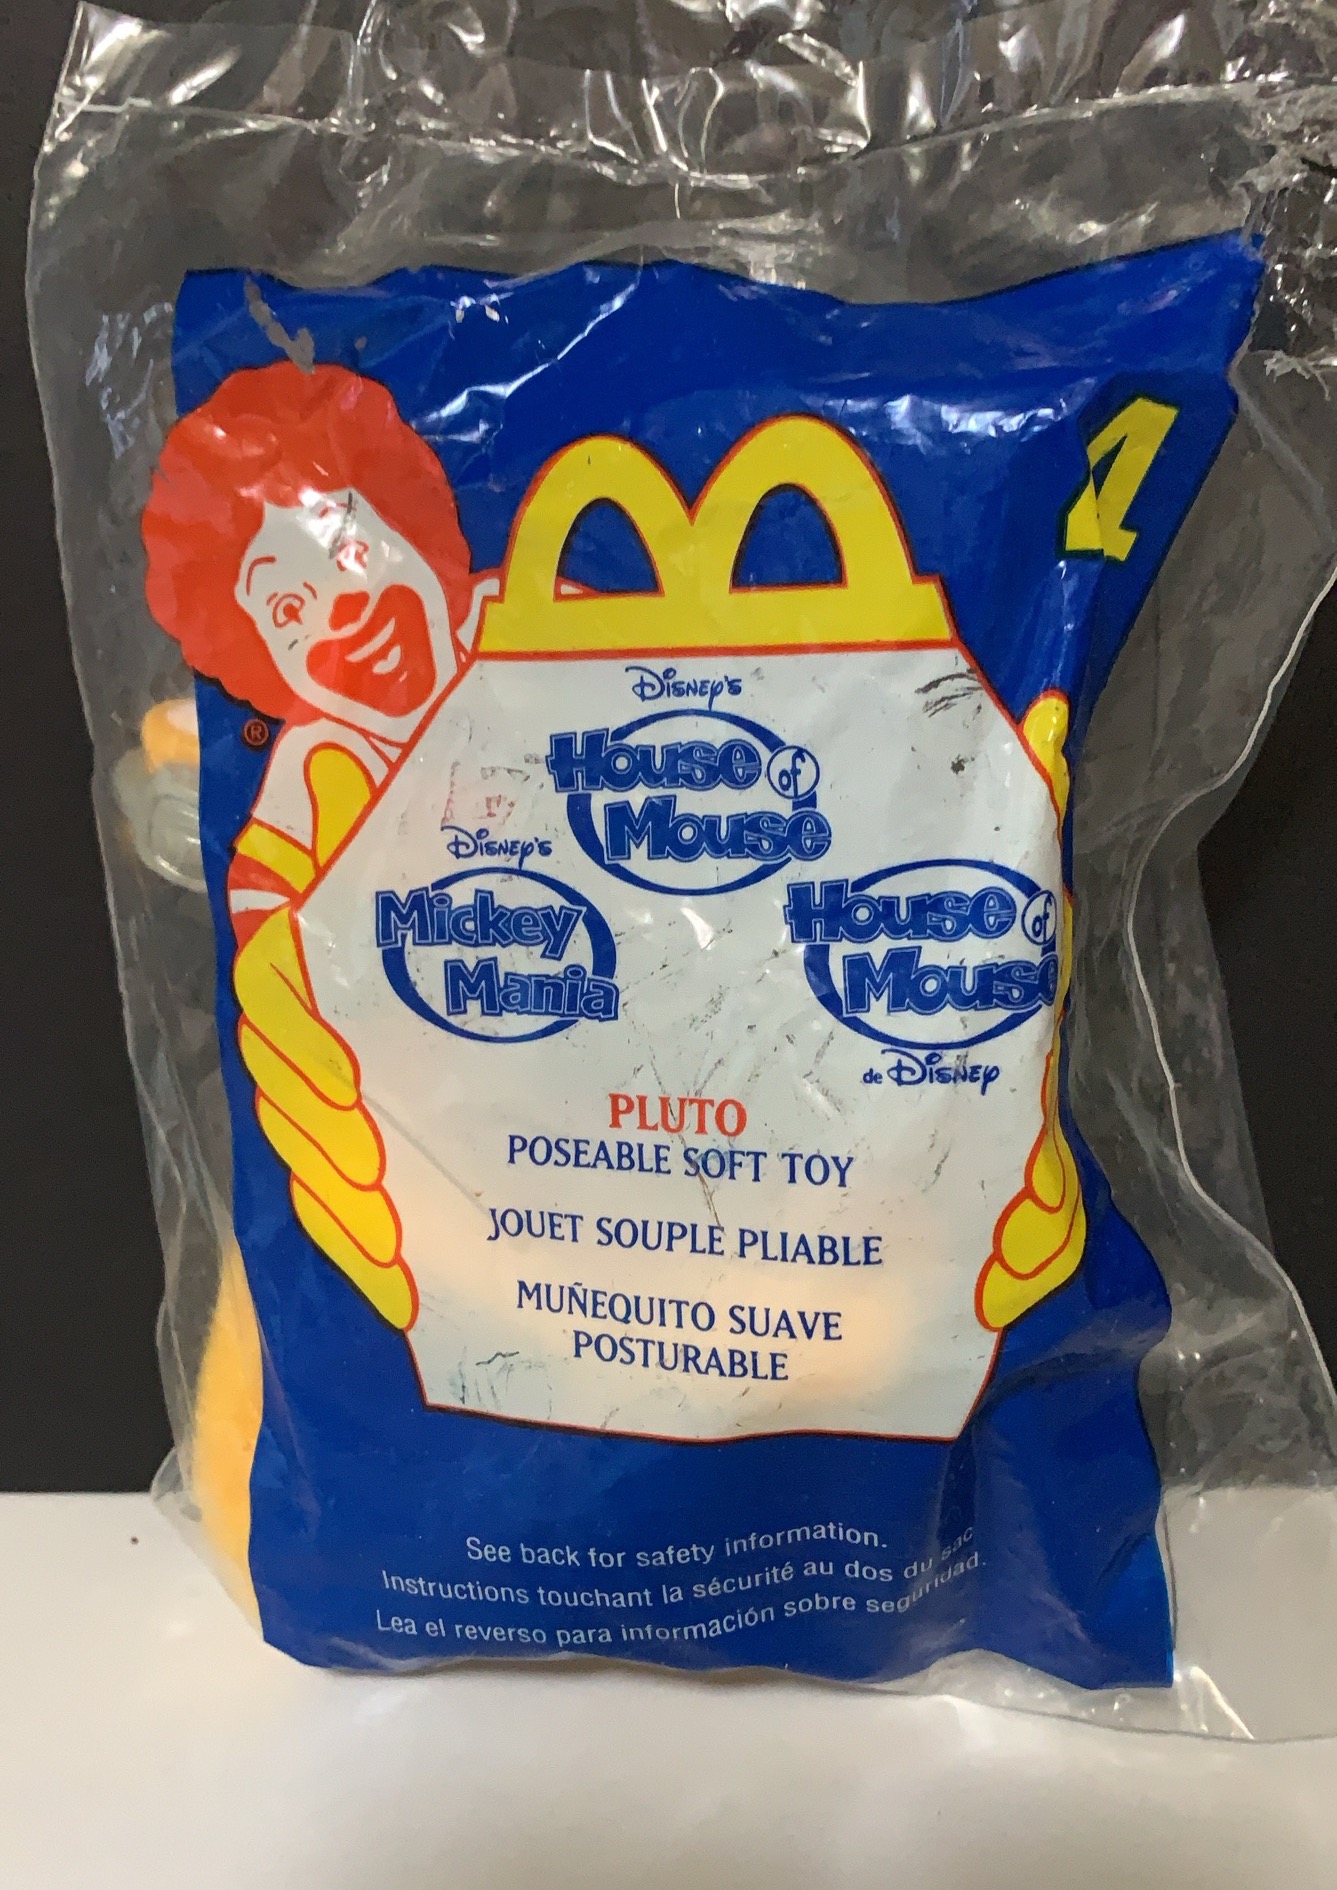 1
Disney's
House of
Mouse
Disney's
Mickey
Mania
House of
Mouse
de Disney
®
PLUTO
POSEABLE SOFT TOY
JOUET SOUPLE PLIABLE
MUÑEQUITO SUAVE
POSTURABLE
See back for safety information.
Instructions touchant la sécurité au dos du sac
Lea el reverso para información sobre seguridad.